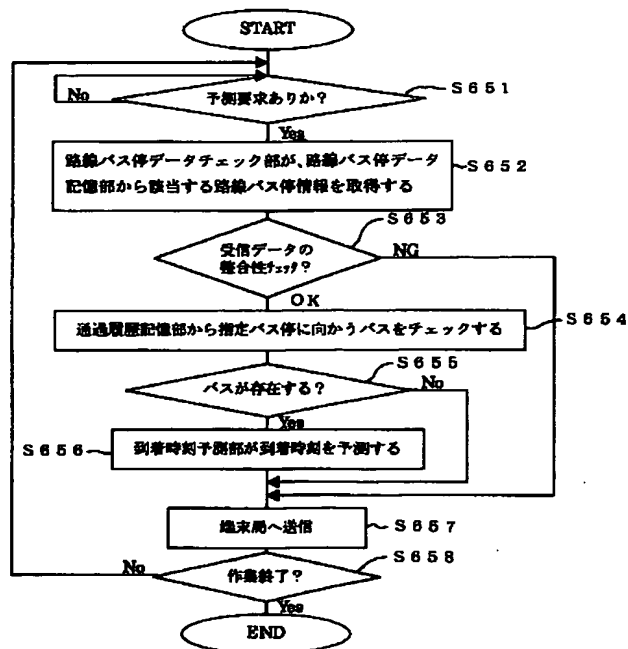 START
予測要求ありか?
No
S651
Yes
路線バス停データチェック部が、路線バス停データ
記憶部から該当する路線バス停情報を取得する
S652
S653
受信データの
整合性チェック?
NG
OK
通過履歴記憶部から指定バス停に向かうバスをチェックする
S654
S655
バスが存在する?
No
Yes
到着時刻予測部が到着時刻を予測する
S656
端末局へ送信
S657
S658
作業終了?
No
Yes
END